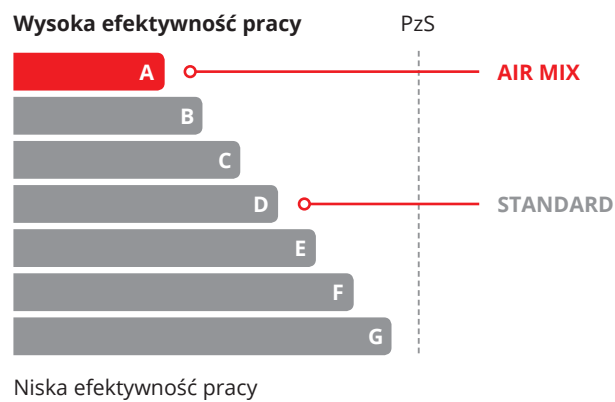 Wysoka efektywność pracy
PzS
A
AIR MIX
B
C
D
STANDARD
E
F
G
Niska efektywność pracy